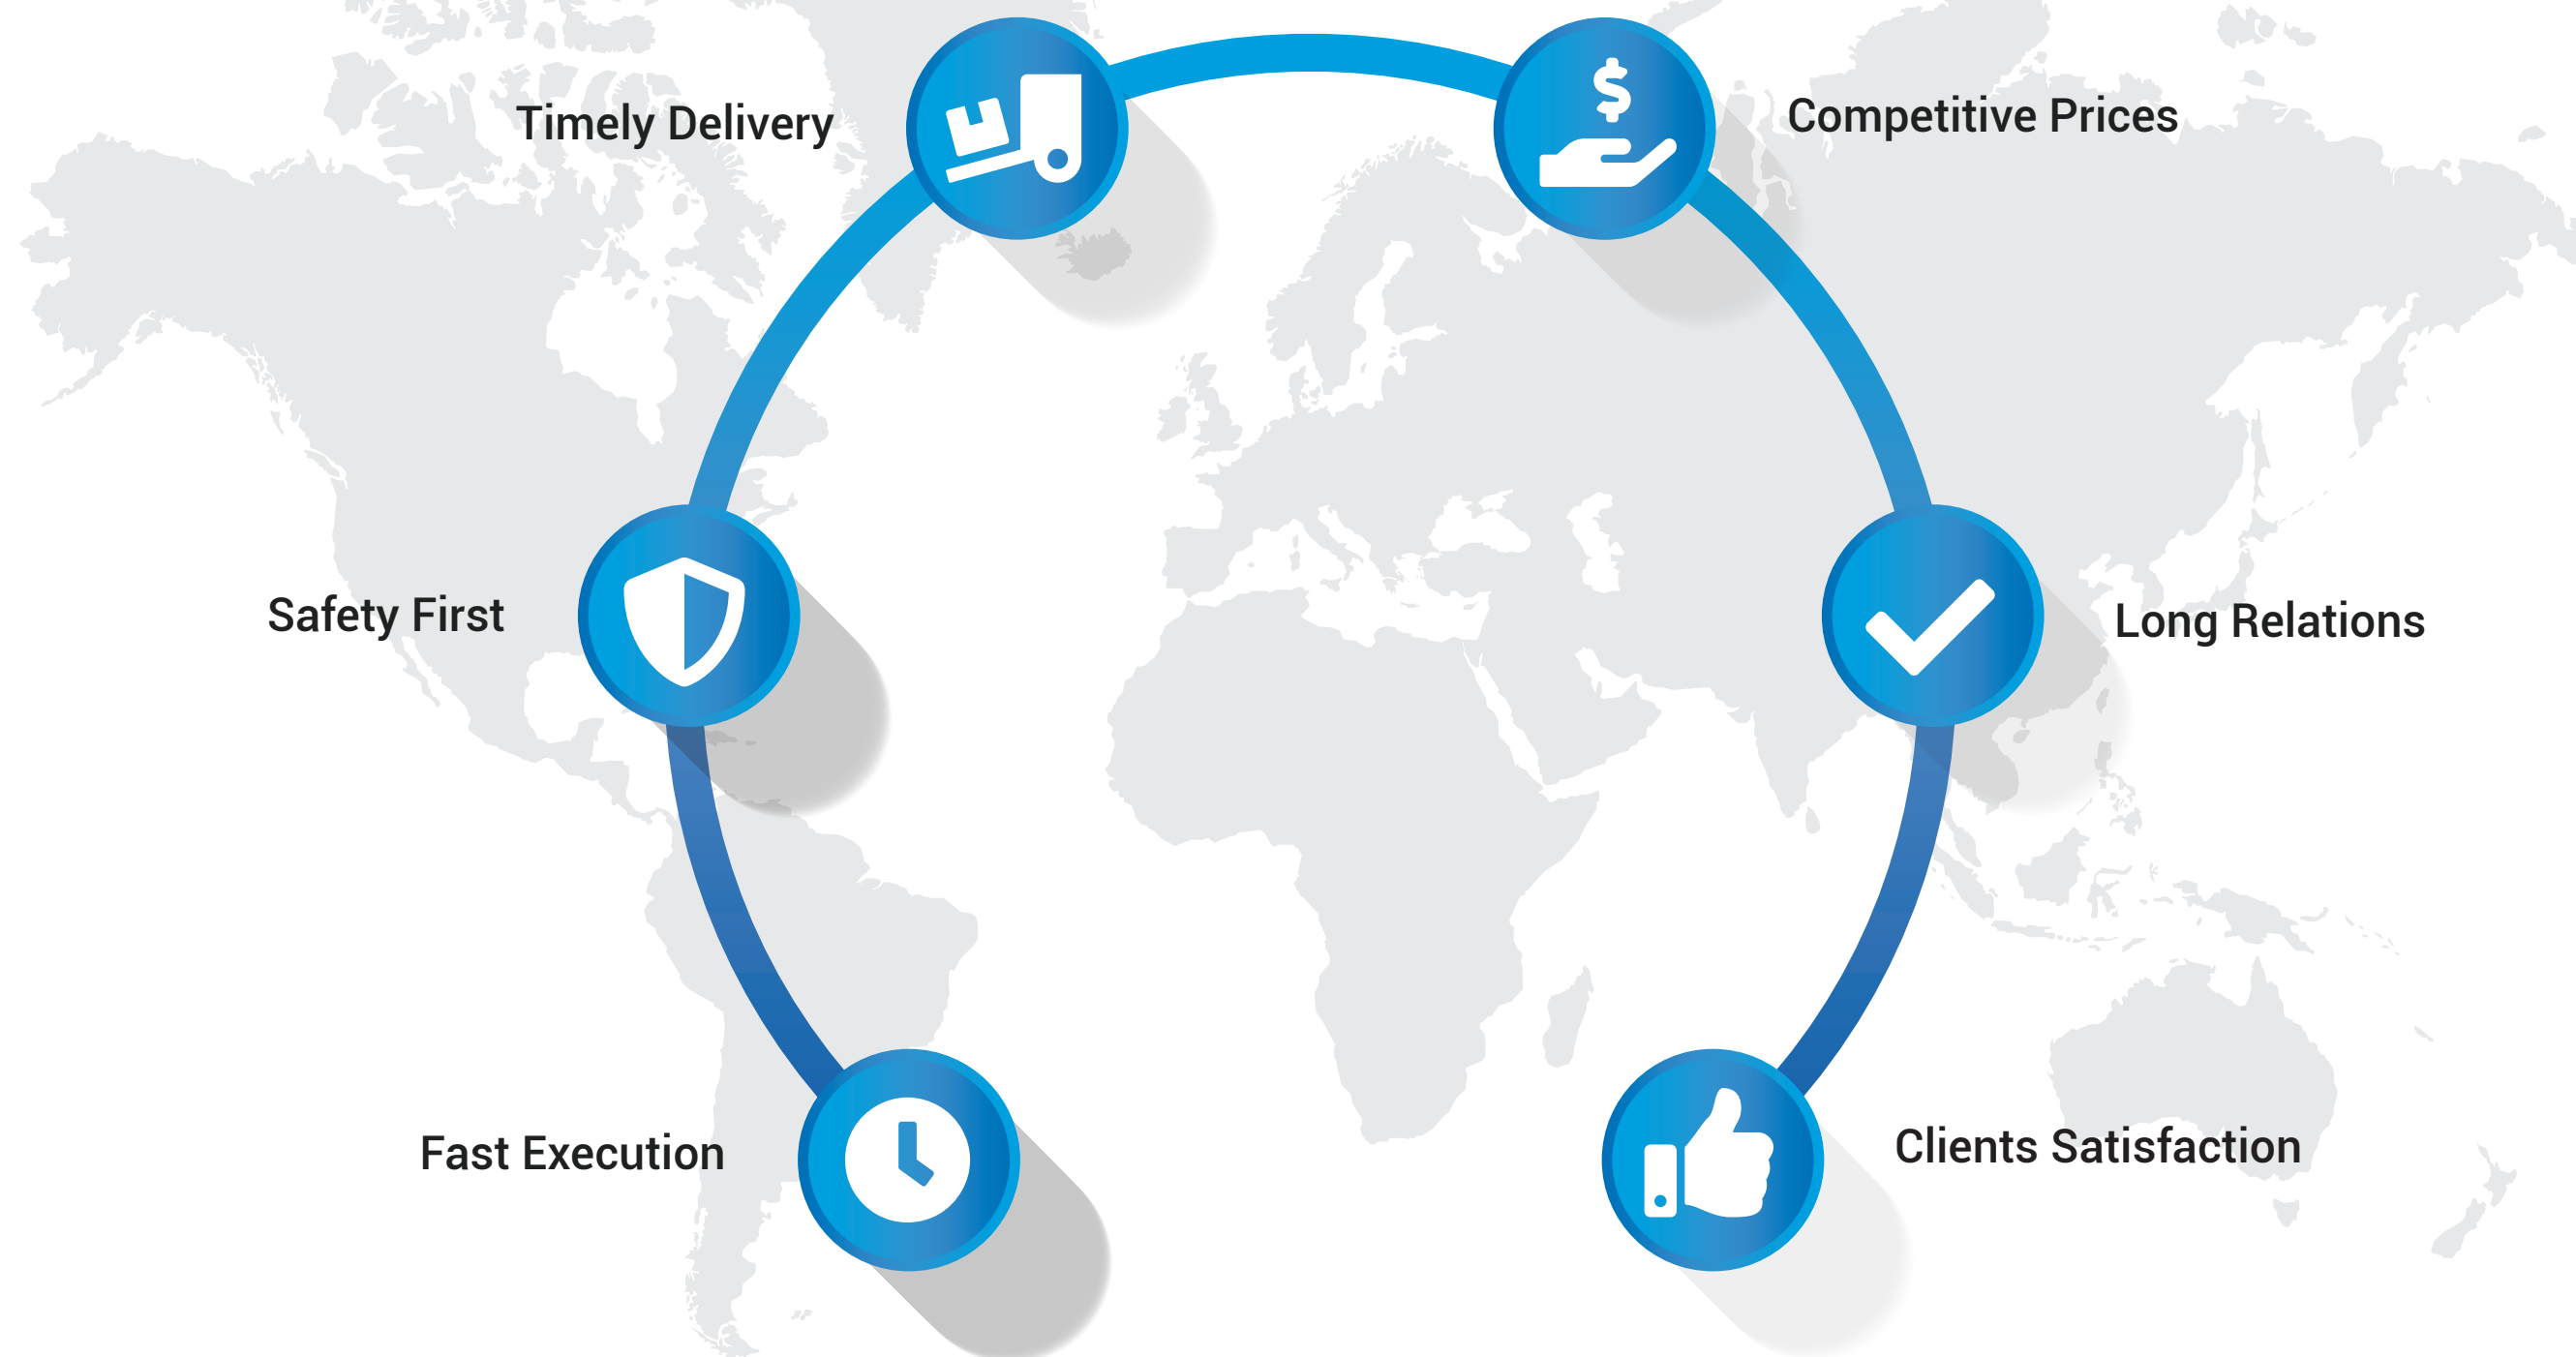 Timely Delivery
Competitive Prices
Safety First
Long Relations
Fast Execution
Clients Satisfaction